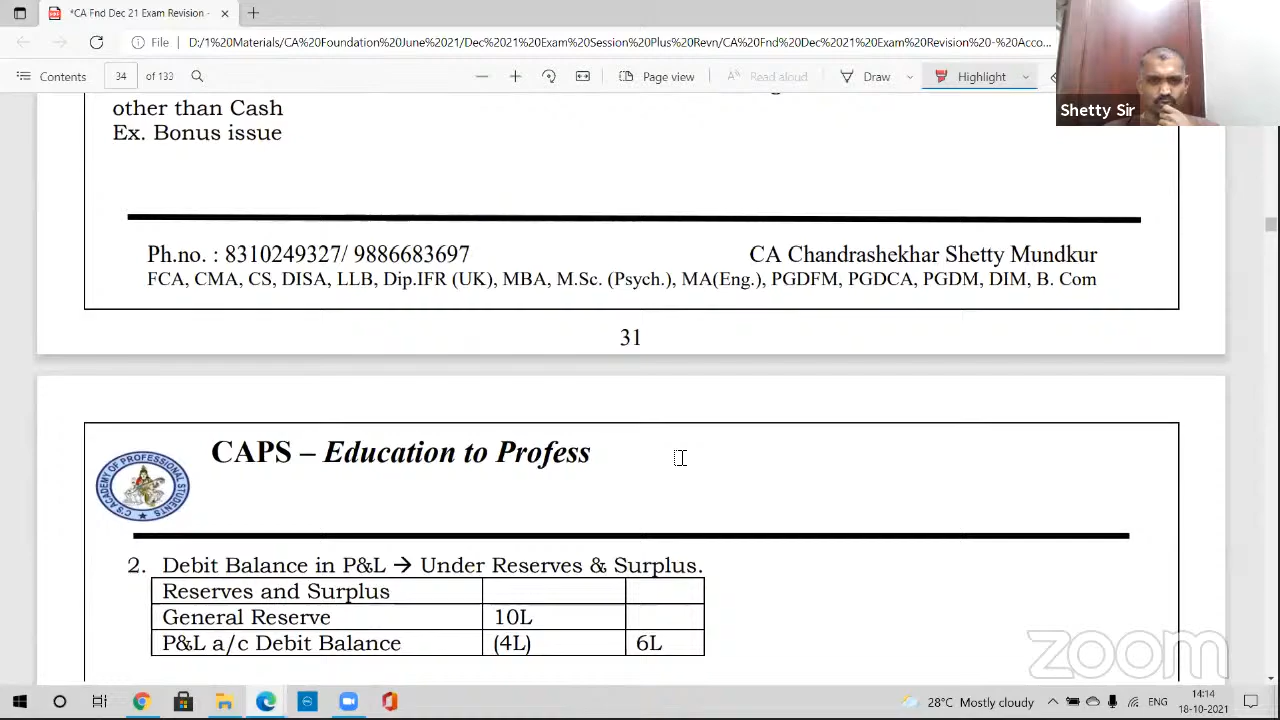 *CA Fnd Dec 21 Exam Revision -
File D:/1%20Materials/CA%20Foundation%20June%2021/Dec%2021%20Exam%20Session%20Plus%20Revn/CA%20Fnd%20Dec%2021%20Exam%20Revision%20-%20Acco...
Contents 34 of 133 Page view Read aloud Draw Highlight
Shetty Sir
other than Cash
Ex. Bonus issue
Ph.no. : 8310249327/ 9886683697 CA Chandrashekhar Shetty Mundkur
FCA, CMA, CS, DISA, LLB, Dip.IFR (UK), MBA, M.Sc. (Psych.), MA(Eng.), PGDFM, PGDCA, PGDM, DIM, B. Com
31
CAPS – Education to Profess
C'S ACADEMY OF PROFESSIONAL STUDENTS
2. Debit Balance in P&L → Under Reserves & Surplus.
Reserves and Surplus
General Reserve 10L
P&L a/c Debit Balance (4L) 6L
zoom
28°C Mostly cloudy ENG 14:14
18-10-2021